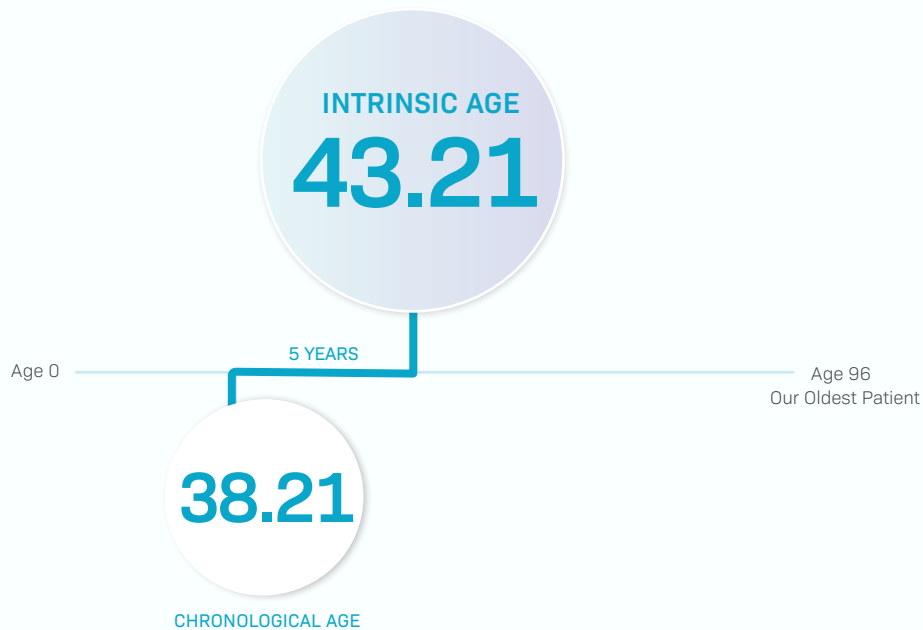 INTRINSIC AGE
43.21
5 YEARS
Age 0
Age 96
Our Oldest Patient
38.21
CHRONOLOGICAL AGE